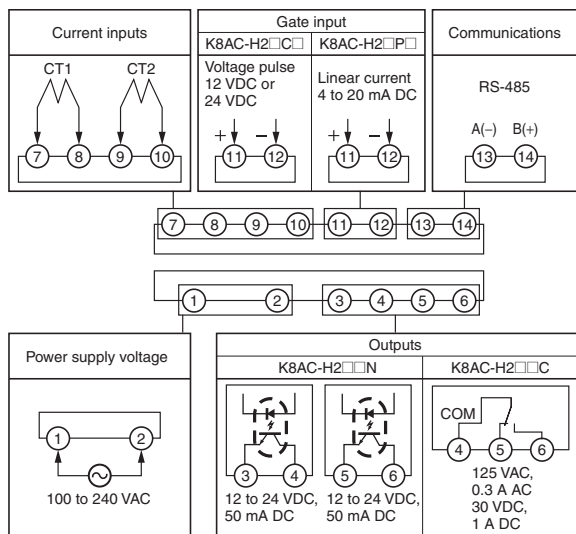 Current inputs
CT1 CT2
7 8 9 10
Gate input
K8AC-H2□□C□ K8AC-H2□□P□
Voltage pulse
12 VDC or
24 VDC
Linear current
4 to 20 mA DC
+ − + −
11 12 11 12
Communications
RS-485
A(−) B(+)
13 14
7 8 9 10 11 12 13 14
1 2 3 4 5 6
Power supply voltage
1 2
100 to 240 VAC
Outputs
K8AC-H2□□N K8AC-H2□□C
3 4 5 6
12 to 24 VDC,
50 mA DC
12 to 24 VDC,
50 mA DC
COM
4 5 6
125 VAC,
0.3 A AC
30 VDC,
1 A DC